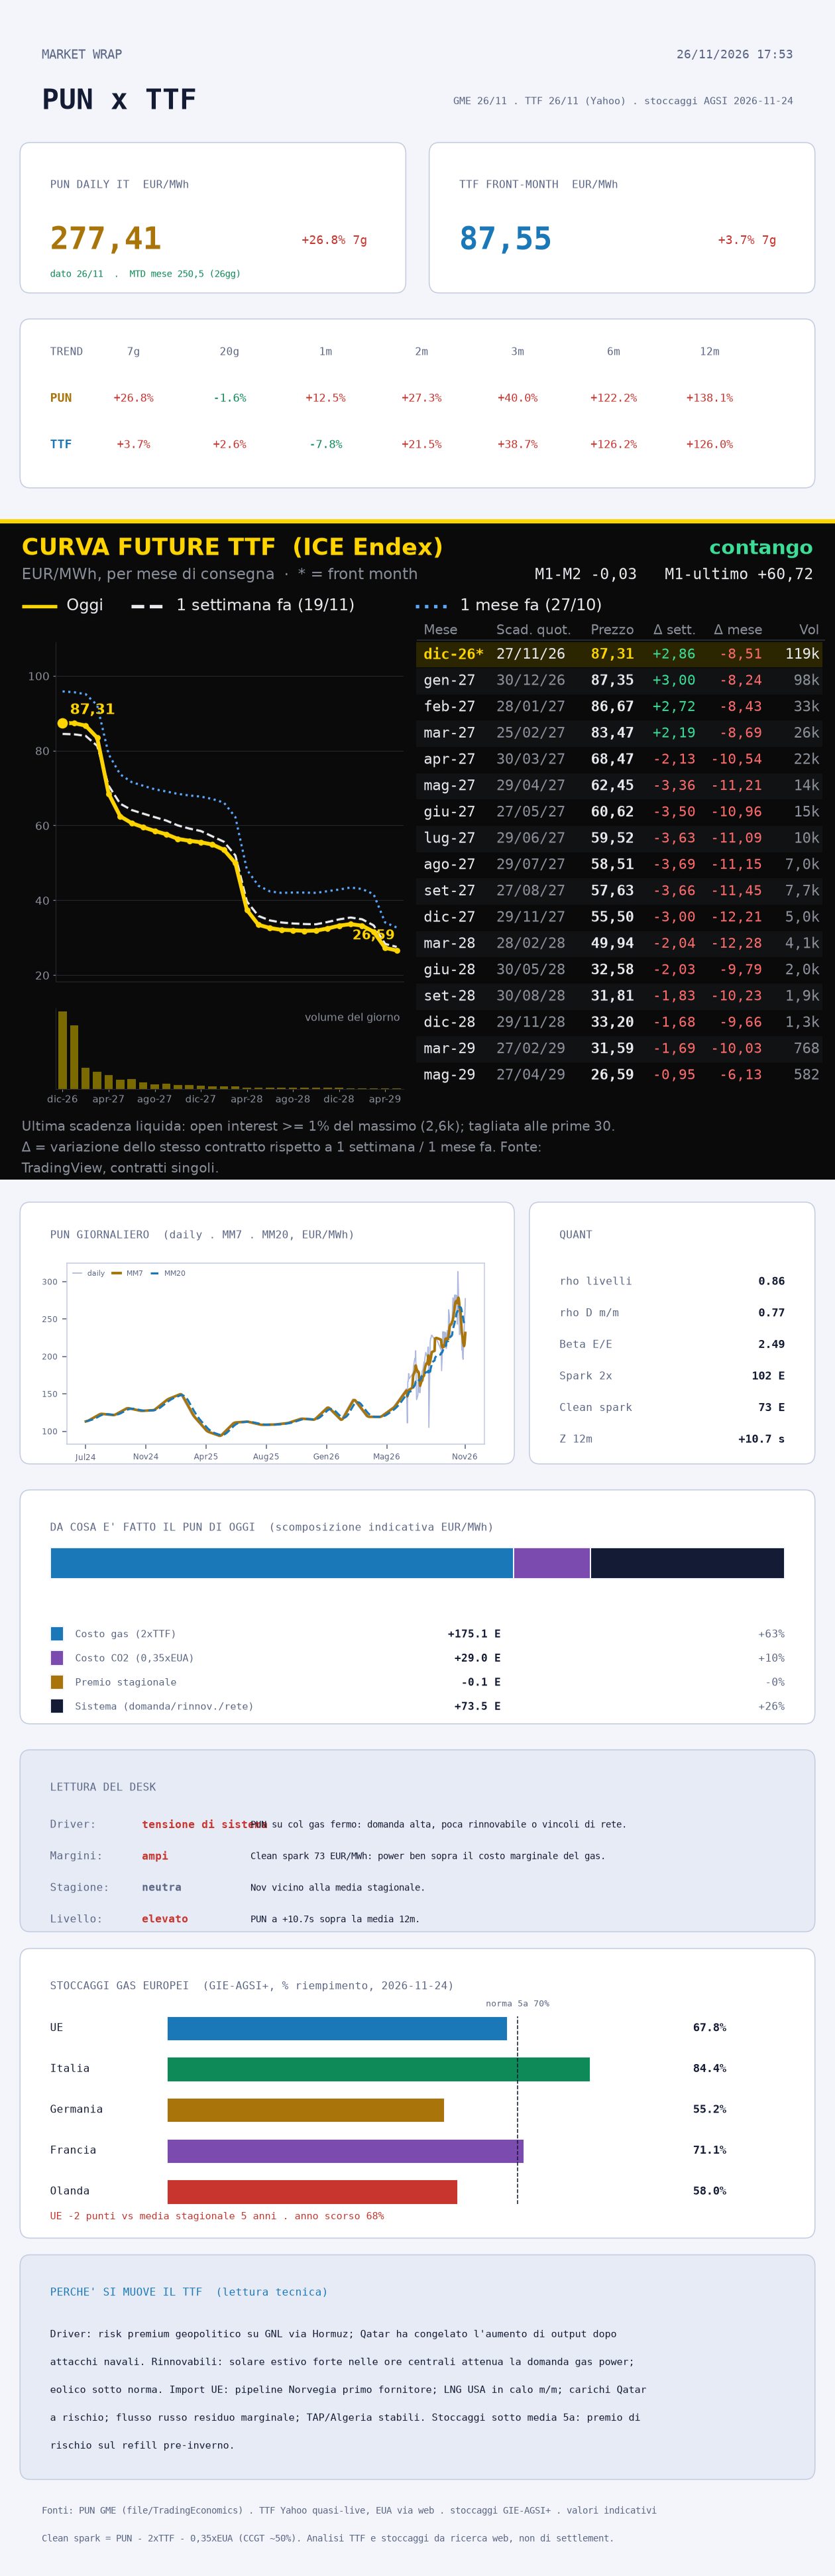 MARKET WRAP 26/11/2026 17:53
PUN x TTF GME 26/11 . TTF 26/11 (Yahoo) . stoccaggi AGSI 2026-11-24
PUN DAILY IT EUR/MWh
277,41 +26.8% 7g
dato 26/11 . MTD mese 250,5 (26gg)
TTF FRONT-MONTH EUR/MWh
87,55 +3.7% 7g
TREND 7g 20g 1m 2m 3m 6m 12m
PUN +26.8% -1.6% +12.5% +27.3% +40.0% +122.2% +138.1%
TTF +3.7% +2.6% -7.8% +21.5% +38.7% +126.2% +126.0%
CURVA FUTURE TTF (ICE Endex) contango
EUR/MWh, per mese di consegna · * = front month M1-M2 -0,03 M1-ultimo +60,72
Oggi 1 settimana fa (19/11) 1 mese fa (27/10)
100
80
60
40
20
87,31
26,59
volume del giorno
dic-26 apr-27 ago-27 dic-27 apr-28 ago-28 dic-28 apr-29
Mese Scad. quot. Prezzo Δ sett. Δ mese Vol
dic-26* 27/11/26 87,31 +2,86 -8,51 119k
gen-27 30/12/26 87,35 +3,00 -8,24 98k
feb-27 28/01/27 86,67 +2,72 -8,43 33k
mar-27 25/02/27 83,47 +2,19 -8,69 26k
apr-27 30/03/27 68,47 -2,13 -10,54 22k
mag-27 29/04/27 62,45 -3,36 -11,21 14k
giu-27 27/05/27 60,62 -3,50 -10,96 15k
lug-27 29/06/27 59,52 -3,63 -11,09 10k
ago-27 29/07/27 58,51 -3,69 -11,15 7,0k
set-27 27/08/27 57,63 -3,66 -11,45 7,7k
dic-27 29/11/27 55,50 -3,00 -12,21 5,0k
mar-28 28/02/28 49,94 -2,04 -12,28 4,1k
giu-28 30/05/28 32,58 -2,03 -9,79 2,0k
set-28 30/08/28 31,81 -1,83 -10,23 1,9k
dic-28 29/11/28 33,20 -1,68 -9,66 1,3k
mar-29 27/02/29 31,59 -1,69 -10,03 768
mag-29 27/04/29 26,59 -0,95 -6,13 582
Ultima scadenza liquida: open interest >= 1% del massimo (2,6k); tagliata alle prime 30.
Δ = variazione dello stesso contratto rispetto a 1 settimana / 1 mese fa. Fonte:
TradingView, contratti singoli.
PUN GIORNALIERO (daily . MM7 . MM20, EUR/MWh)
daily MM7 MM20
300
250
200
150
100
Jul24 Nov24 Apr25 Aug25 Gen26 Mag26 Nov26
QUANT
rho livelli 0.86
rho D m/m 0.77
Beta E/E 2.49
Spark 2x 102 E
Clean spark 73 E
Z 12m +10.7 s
DA COSA E' FATTO IL PUN DI OGGI (scomposizione indicativa EUR/MWh)
Costo gas (2xTTF) +175.1 E +63%
Costo CO2 (0,35xEUA) +29.0 E +10%
Premio stagionale -0.1 E -0%
Sistema (domanda/rinnov./rete) +73.5 E +26%
LETTURA DEL DESK
Driver: tensione di sistema PUN su col gas fermo: domanda alta, poca rinnovabile o vincoli di rete.
Margini: ampi Clean spark 73 EUR/MWh: power ben sopra il costo marginale del gas.
Stagione: neutra Nov vicino alla media stagionale.
Livello: elevato PUN a +10.7s sopra la media 12m.
STOCCAGGI GAS EUROPEI (GIE-AGSI+, % riempimento, 2026-11-24)
norma 5a 70%
UE 67.8%
Italia 84.4%
Germania 55.2%
Francia 71.1%
Olanda 58.0%
UE -2 punti vs media stagionale 5 anni . anno scorso 68%
PERCHE' SI MUOVE IL TTF (lettura tecnica)
Driver: risk premium geopolitico su GNL via Hormuz; Qatar ha congelato l'aumento di output dopo
attacchi navali. Rinnovabili: solare estivo forte nelle ore centrali attenua la domanda gas power;
eolico sotto norma. Import UE: pipeline Norvegia primo fornitore; LNG USA in calo m/m; carichi Qatar
a rischio; flusso russo residuo marginale; TAP/Algeria stabili. Stoccaggi sotto media 5a: premio di
rischio sul refill pre-inverno.
Fonti: PUN GME (file/TradingEconomics) . TTF Yahoo quasi-live, EUA via web . stoccaggi GIE-AGSI+ . valori indicativi
Clean spark = PUN - 2xTTF - 0,35xEUA (CCGT ~50%). Analisi TTF e stoccaggi da ricerca web, non di settlement.